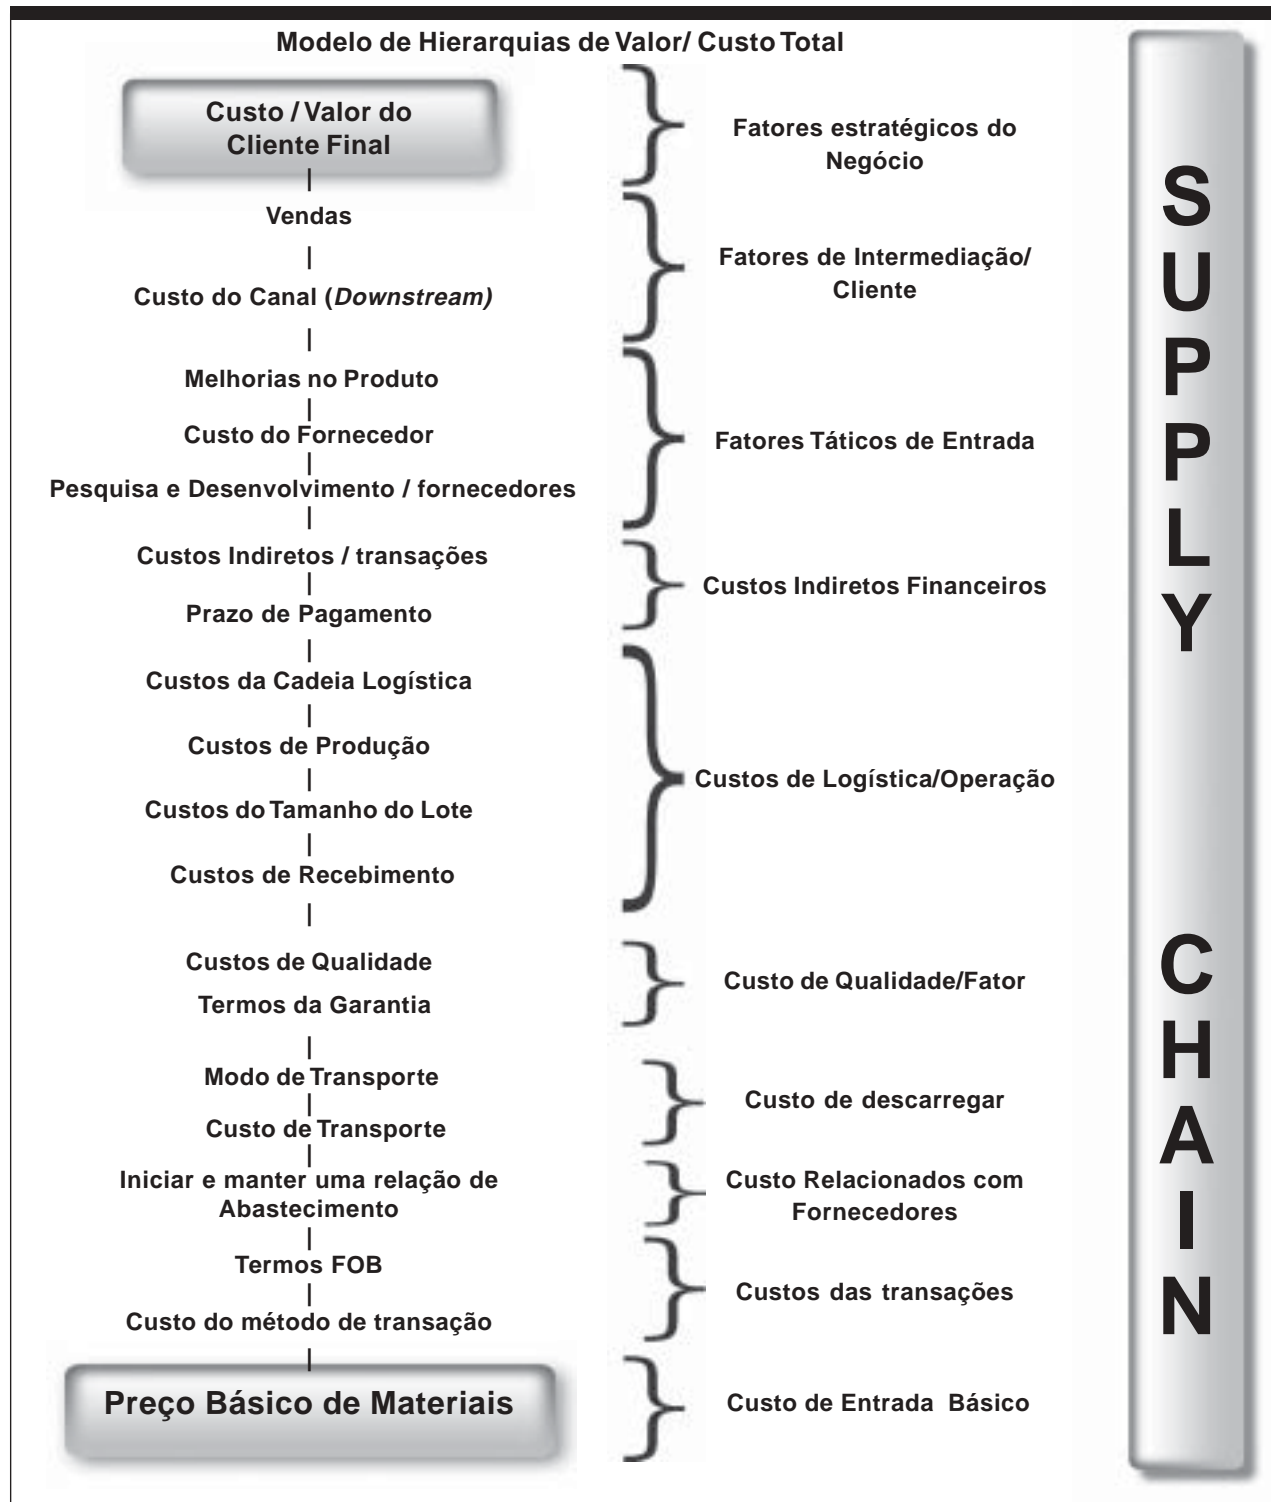 Modelo de Hierarquias de Valor/ Custo Total
Custo / Valor do
Cliente Final
Fatores estratégicos do
Negócio
Vendas
Custo do Canal (Downstream)
Fatores de Intermediação/
Cliente
Melhorias no Produto
Custo do Fornecedor
Pesquisa e Desenvolvimento / fornecedores
Fatores Táticos de Entrada
Custos Indiretos / transações
Prazo de Pagamento
Custos Indiretos Financeiros
Custos da Cadeia Logística
Custos de Produção
Custos do Tamanho do Lote
Custos de Recebimento
Custos de Logística/Operação
Custos de Qualidade
Termos da Garantia
Custo de Qualidade/Fator
Modo de Transporte
Custo de Transporte
Custo de descarregar
Iniciar e manter uma relação de
Abastecimento
Custo Relacionados com
Fornecedores
Termos FOB
Custo do método de transação
Custos das transações
Preço Básico de Materiais
Custo de Entrada Básico
SUPPLY CHAIN